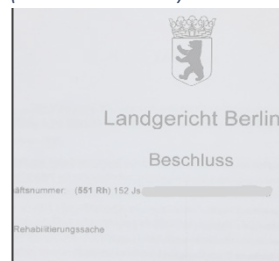 Landgericht Berlin
Beschluss
äftsnummer: (551 Rh) 152 Js
Rehabilitierungssache